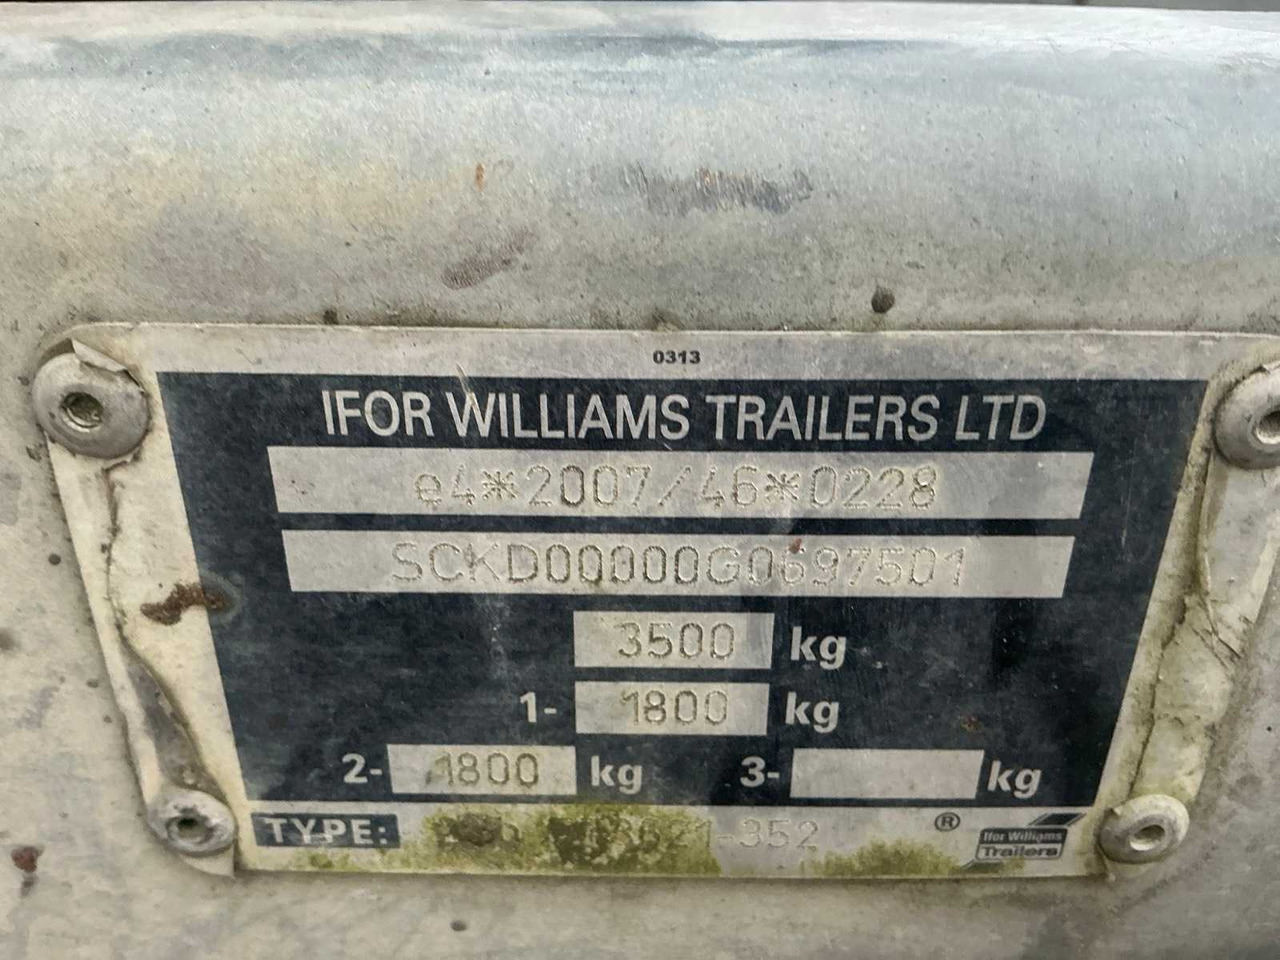 0313
IFOR WILLIAMS TRAILERS LTD
e4*2007/46*0228
SCKD00000G0697501
3500 kg
1- 1800 kg
2- 1800 kg 3- kg
TYPE: -352 ®
Ifor Williams
Trailers